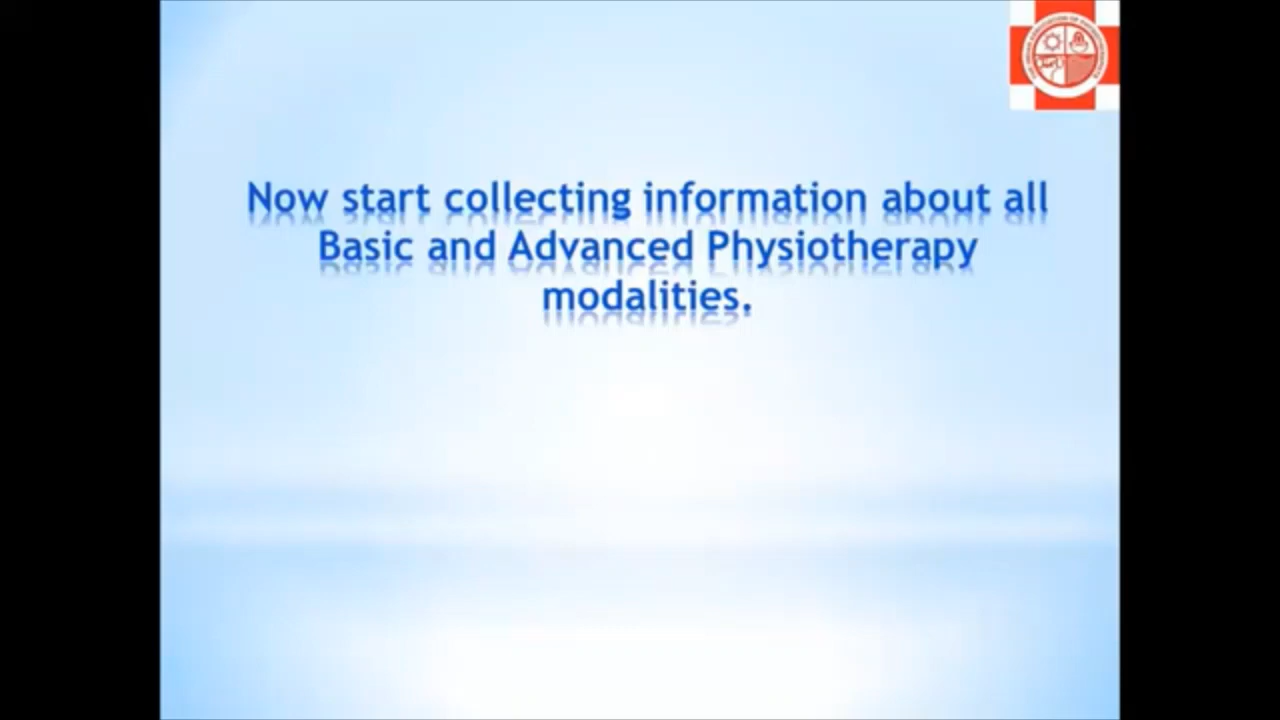 Now start collecting information about all
Basic and Advanced Physiotherapy
modalities.